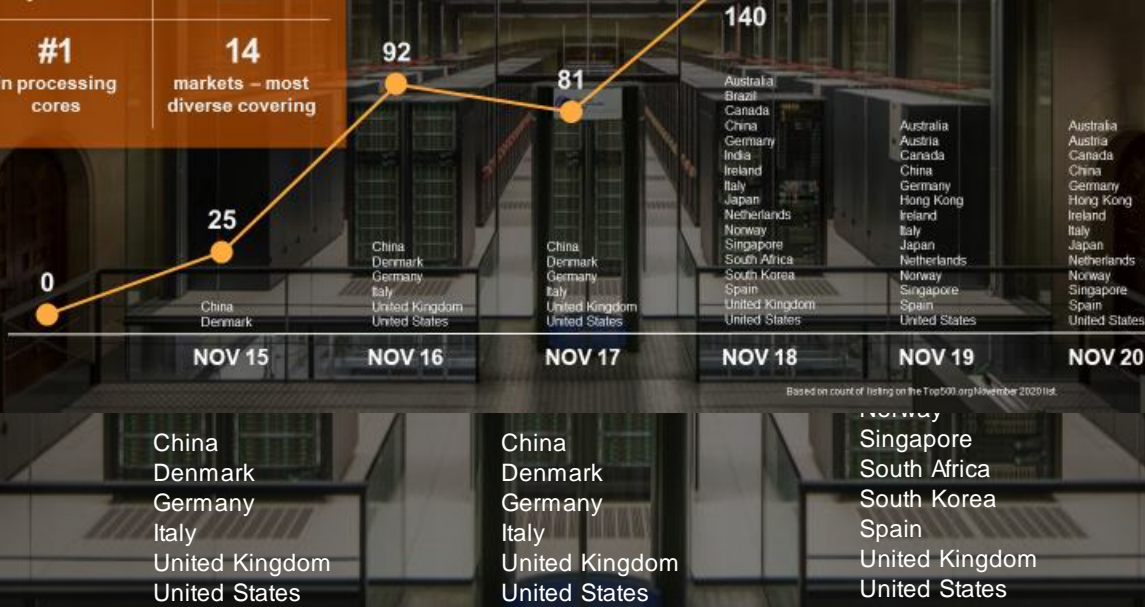 #1
n processing
cores
14
markets – most
diverse covering
0
25
92
81
140
China
Denmark
China
Denmark
Germany
Italy
United Kingdom
United States
China
Denmark
Germany
Italy
United Kingdom
United States
Australia
Brazil
Canada
China
Germany
India
Ireland
Italy
Japan
Netherlands
Norway
Singapore
South Africa
South Korea
Spain
United Kingdom
United States
Australia
Austria
Canada
China
Germany
Hong Kong
Ireland
Italy
Japan
Netherlands
Norway
Singapore
Spain
United States
Australia
Austria
Canada
China
Germany
Hong Kong
Ireland
Italy
Japan
Netherlands
Norway
Singapore
Spain
United States
NOV 15
NOV 16
NOV 17
NOV 18
NOV 19
NOV 20
Based on count of listing on the Top500.org November 2020 list.
China
Denmark
Germany
Italy
United Kingdom
United States
China
Denmark
Germany
Italy
United Kingdom
United States
Norway
Singapore
South Africa
South Korea
Spain
United Kingdom
United States